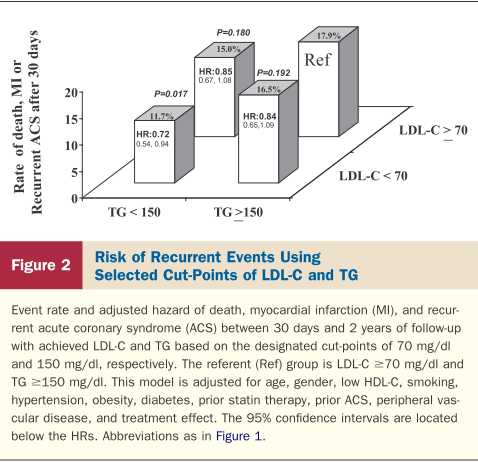 Rate of death, MI or
Recurrent ACS after 30 days
20
15
10
5
0
P=0.180
15.0%
HR:0.85
0.67, 1.08
17.9%
Ref
P=0.017
11.7%
HR:0.72
0.54, 0.94
P=0.192
16.5%
HR:0.84
0.65,1.09
LDL-C ≥ 70
LDL-C < 70
TG < 150
TG ≥150
Figure 2
Risk of Recurrent Events Using
Selected Cut-Points of LDL-C and TG
Event rate and adjusted hazard of death, myocardial infarction (MI), and recur-
rent acute coronary syndrome (ACS) between 30 days and 2 years of follow-up
with achieved LDL-C and TG based on the designated cut-points of 70 mg/dl
and 150 mg/dl, respectively. The referent (Ref) group is LDL-C ≥70 mg/dl and
TG ≥150 mg/dl. This model is adjusted for age, gender, low HDL-C, smoking,
hypertension, obesity, diabetes, prior statin therapy, prior ACS, peripheral vas-
cular disease, and treatment effect. The 95% confidence intervals are located
below the HRs. Abbreviations as in Figure 1.